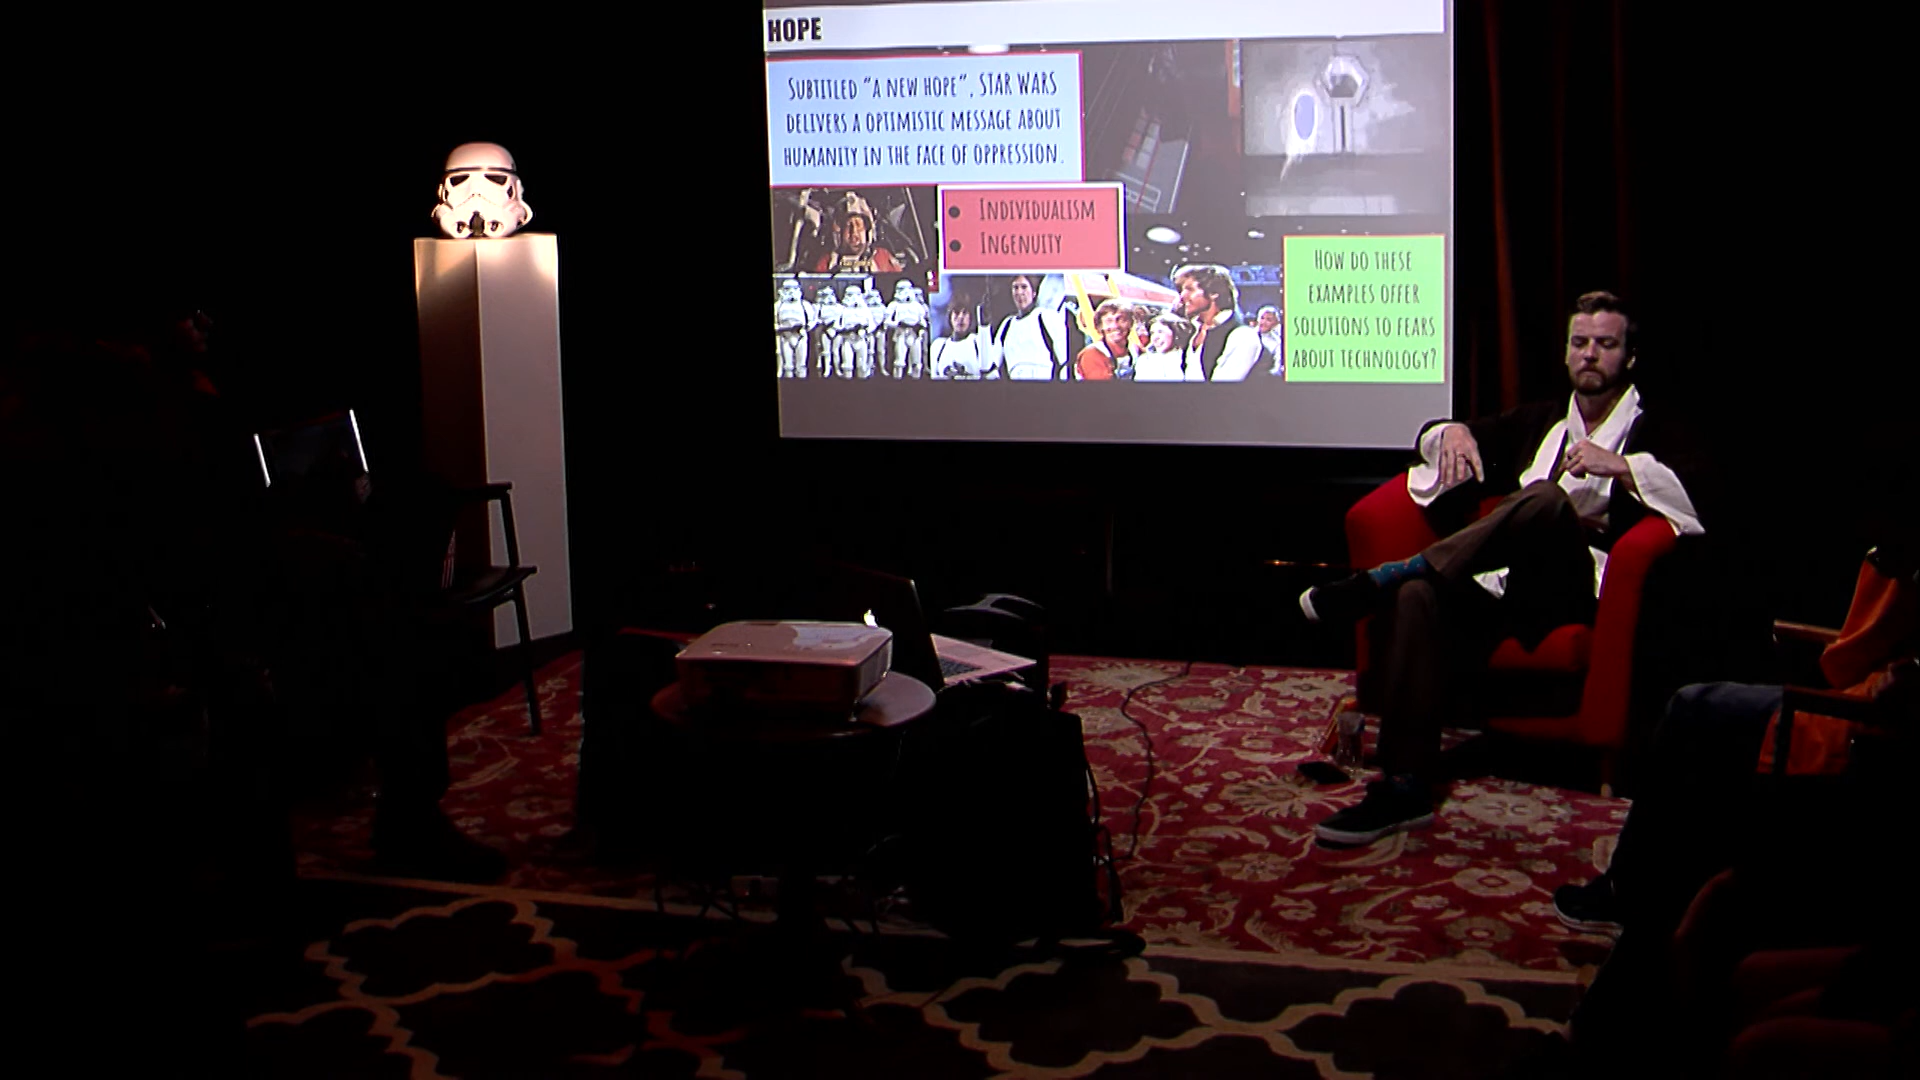 HOPE
SUBTITLED "A NEW HOPE", STAR WARS
DELIVERS A OPTIMISTIC MESSAGE ABOUT
HUMANITY IN THE FACE OF OPPRESSION.
• INDIVIDUALISM
• INGENUITY
HOW DO THESE
EXAMPLES OFFER
SOLUTIONS TO FEARS
ABOUT TECHNOLOGY?